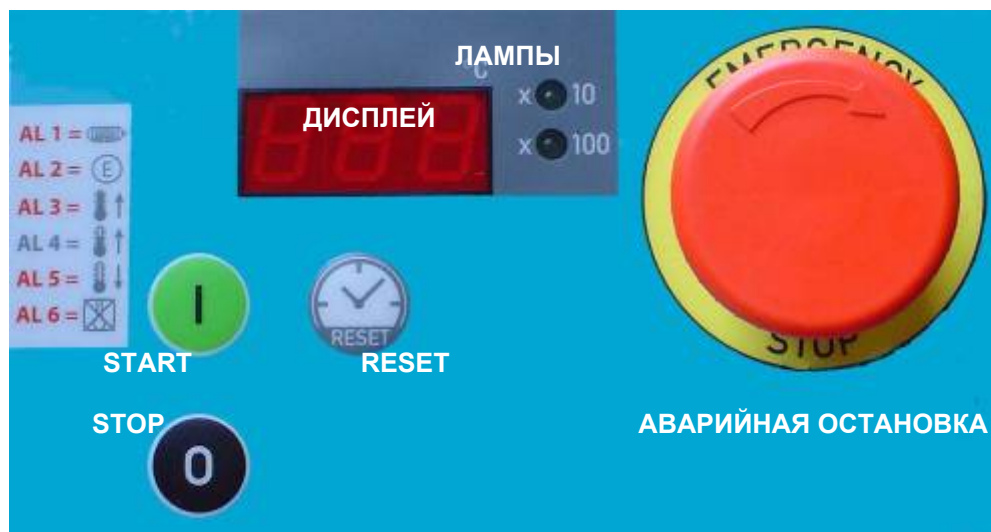 ЛАМПЫ
°C
ДИСПЛЕЙ
x 10
x 100
EMERGENCY
STOP
AL 1 =
AL 2 = E
AL 3 =
AL 4 =
AL 5 =
AL 6 =
I
RESET
START
RESET
STOP
АВАРИЙНАЯ ОСТАНОВКА
0